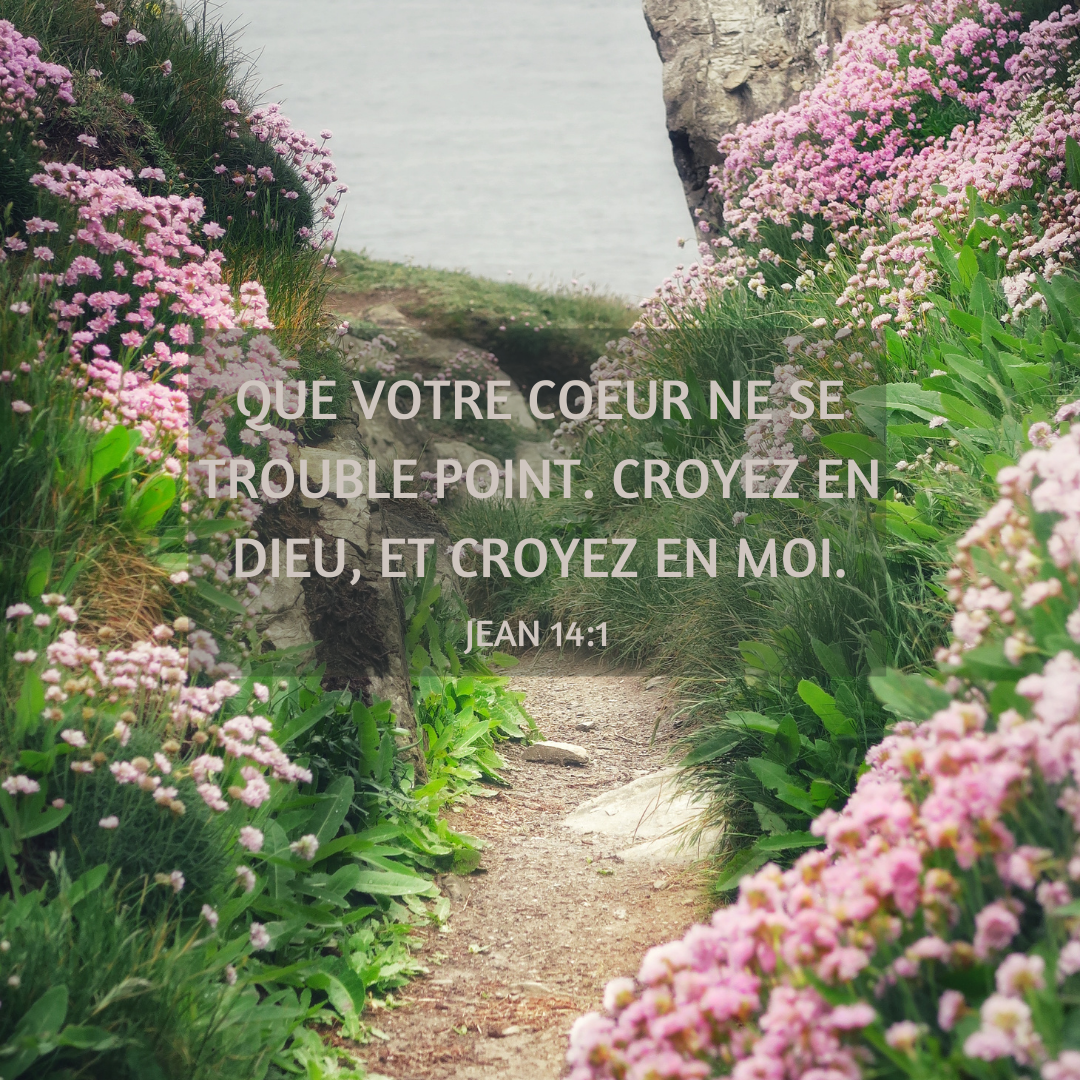 QUE VOTRE COEUR NE SE
TROUBLE POINT. CROYEZ EN
DIEU, ET CROYEZ EN MOI.
JEAN 14:1